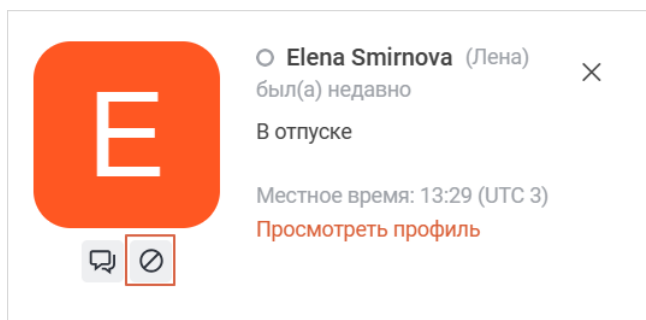 E
Elena Smirnova (Лена)
был(а) недавно
В отпуске
Местное время: 13:29 (UTC 3)
Просмотреть профиль